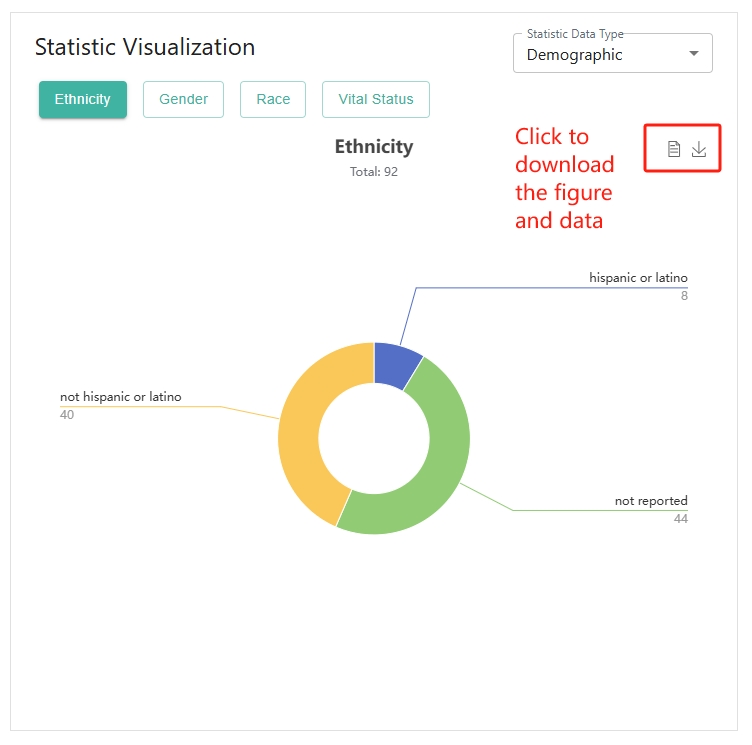 Statistic Visualization
Statistic Data Type
Demographic
Ethnicity
Gender
Race
Vital Status
Ethnicity
Total: 92
Click to
download
the figure
and data
hispanic or latino
8
not hispanic or latino
40
not reported
44